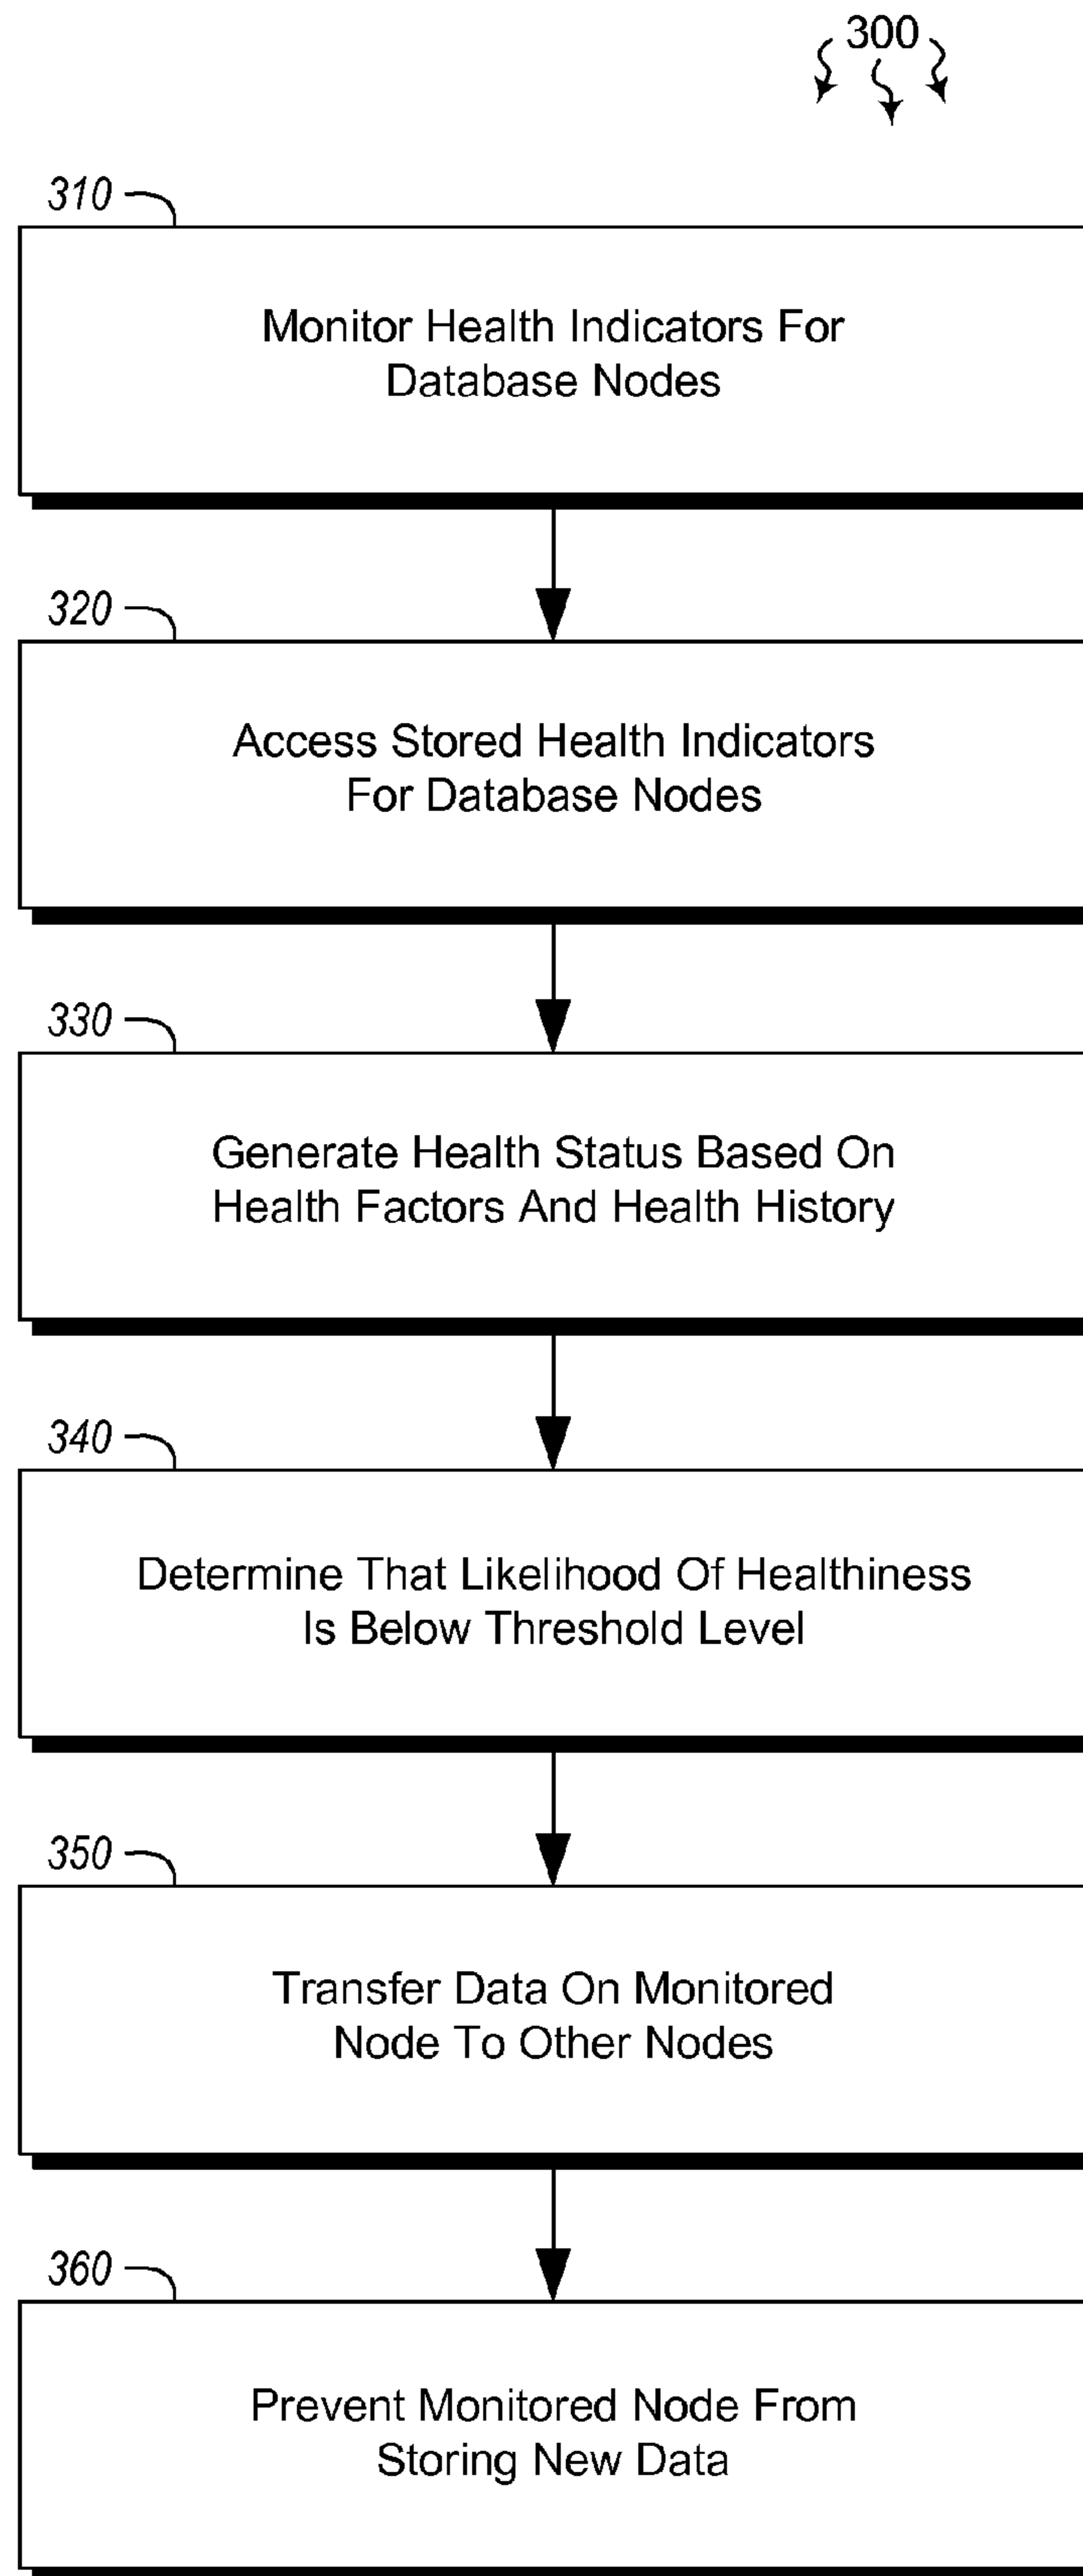 300
310
Monitor Health Indicators For
Database Nodes
320
Access Stored Health Indicators
For Database Nodes
330
Generate Health Status Based On
Health Factors And Health History
340
Determine That Likelihood Of Healthiness
Is Below Threshold Level
350
Transfer Data On Monitored
Node To Other Nodes
360
Prevent Monitored Node From
Storing New Data